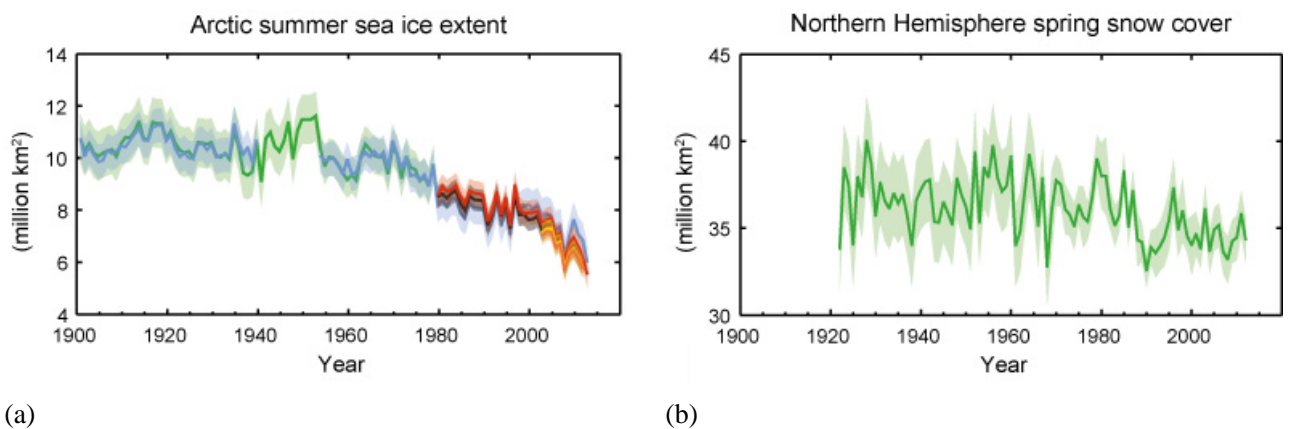 Arctic summer sea ice extent
14
12
10
8
6
4
(million km²)
1900 1920 1940 1960 1980 2000
Year
(a)
Northern Hemisphere spring snow cover
45
40
35
30
(million km²)
1900 1920 1940 1960 1980 2000
Year
(b)